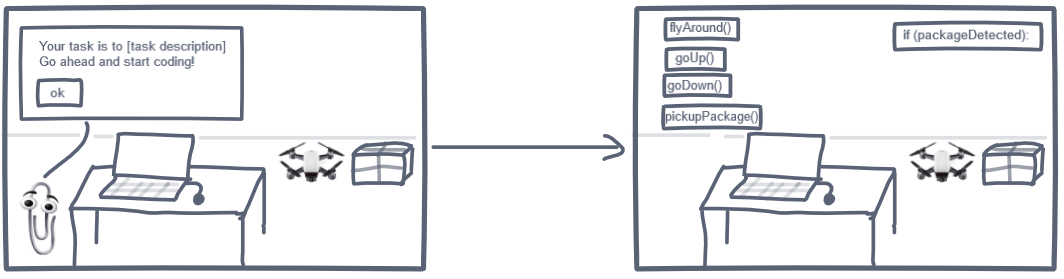 Your task is to [task description]
Go ahead and start coding!
ok
flyAround()
if (packageDetected):
goUp()
goDown()
pickupPackage()